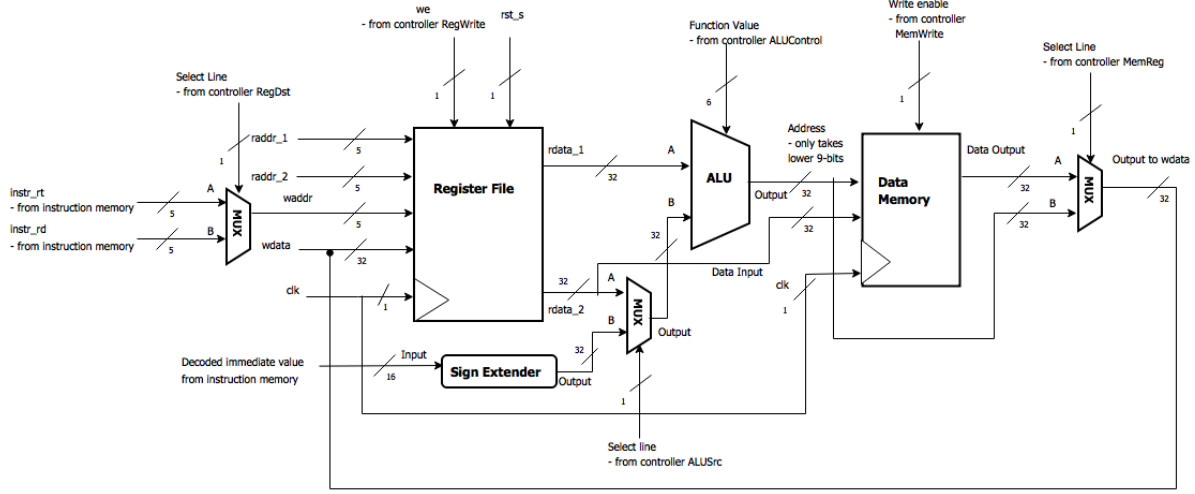 we
- from controller RegWrite
rst_s
Function Value
- from controller ALUControl
Write enable
- from controller
MemWrite
Select Line
- from controller MemReg
Select Line
- from controller RegDst
1
1
6
1
1
1
raddr_1
5
raddr_2
5
waddr
5
wdata
32
clk
1
instr_rt
- from instruction memory
5
A
instr_rd
- from instruction memory
5
B
MUX
Register File
rdata_1
32
A
B
32
ALU
Output
32
Address
- only takes
lower 9-bits
Data
Memory
Data Output
32
A
B
32
MUX
Output to wdata
32
32
Data Input
clk
1
32
rdata_2
A
B
MUX
Output
Decoded immediate value
from instruction memory
Input
16
Sign Extender
Output
32
1
Select line
- from controller ALUSrc